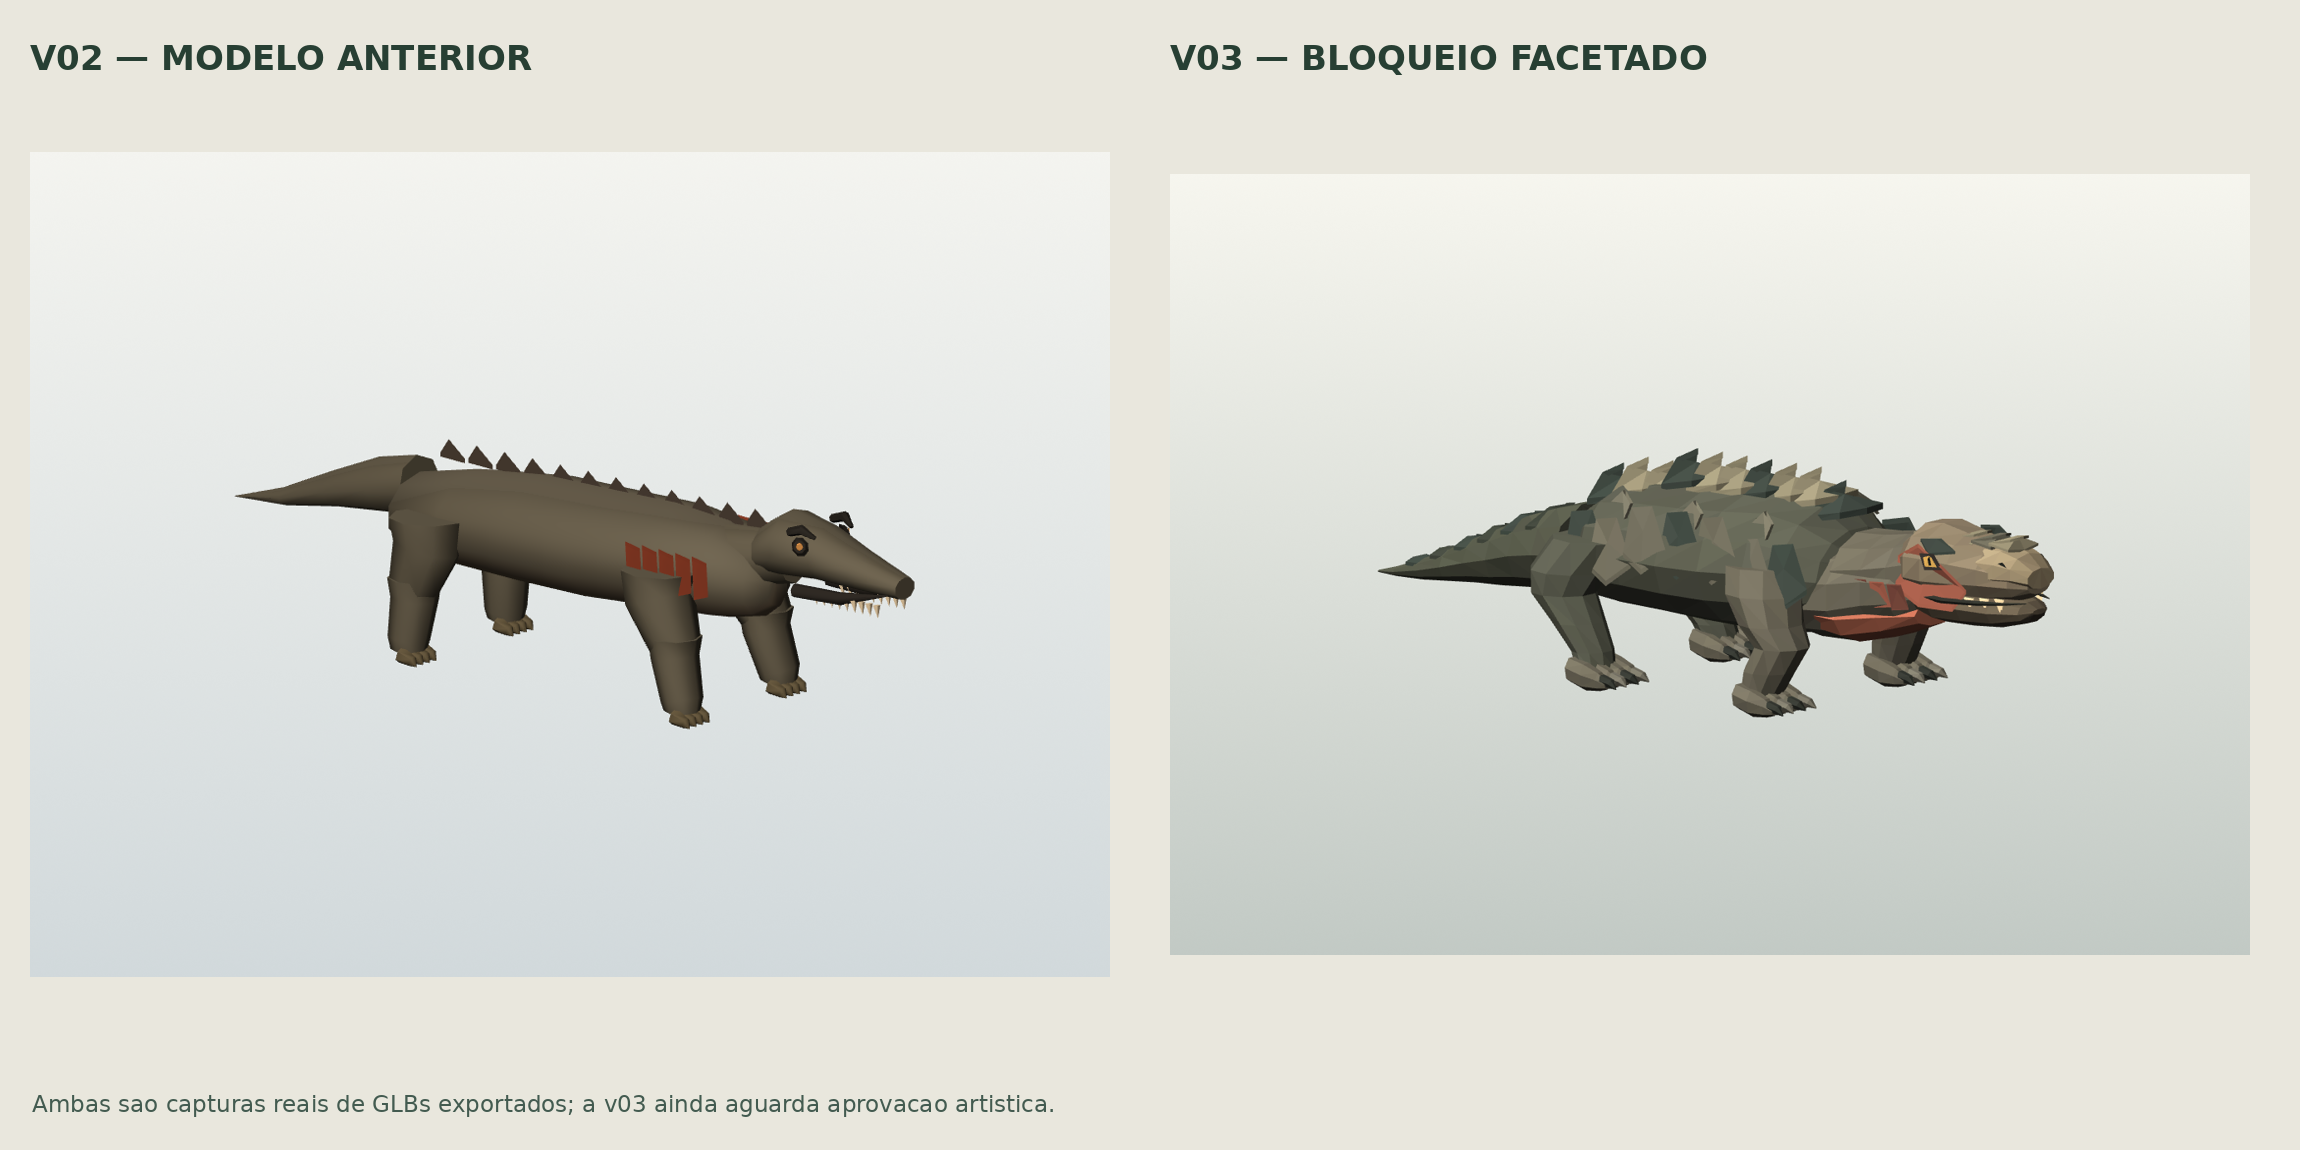 V02 — MODELO ANTERIOR
V03 — BLOQUEIO FACETADO
Ambas sao capturas reais de GLBs exportados; a v03 ainda aguarda aprovacao artistica.